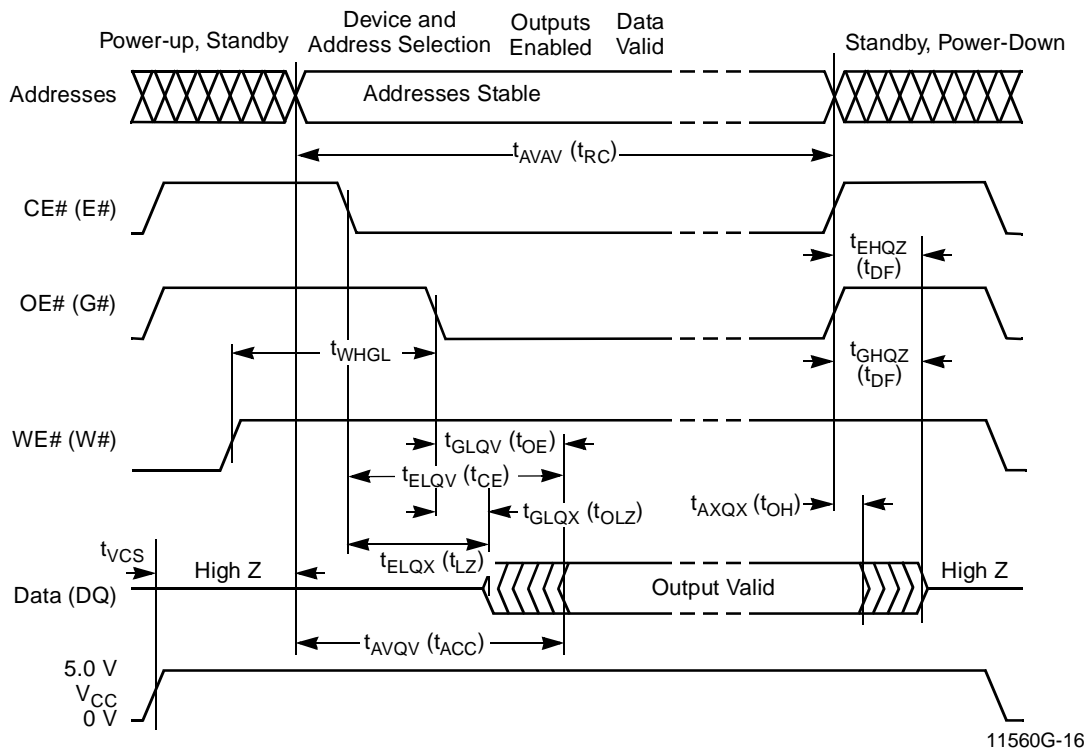 Power-up, Standby
Device and
Address Selection
Outputs
Enabled
Data
Valid
Standby, Power-Down
Addresses
Addresses Stable
tAVAV (tRC)
CE# (E#)
tEHQZ
(tDF)
OE# (G#)
tWHGL
tGHQZ
(tDF)
WE# (W#)
tGLQV (tOE)
tELQV (tCE)
tGLQX (tOLZ)
tAXQX (tOH)
tVCS
tELQX (tLZ)
High Z
Output Valid
High Z
Data (DQ)
tAVQV (tACC)
5.0 V
VCC
0 V
11560G-16